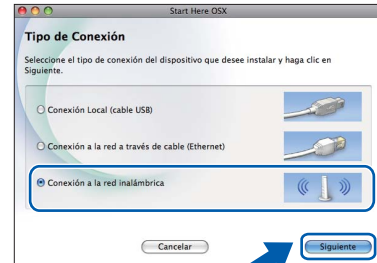 Start Here OSX
Tipo de Conexión
Seleccione el tipo de conexión del dispositivo que desee instalar y haga clic en
Siguiente.
Conexión Local (cable USB)
Conexión a la red a través de cable (Ethernet)
Conexión a la red inalámbrica
Cancelar
Siguiente